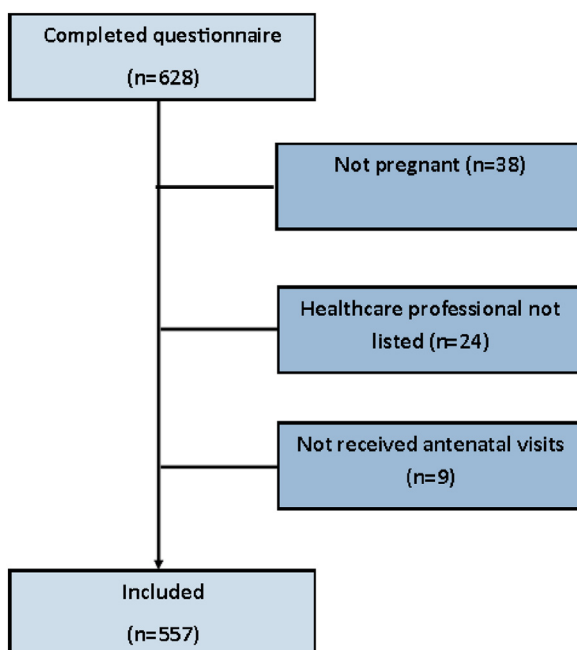 Completed questionnaire
(n=628)
Not pregnant (n=38)
Healthcare professional not
listed (n=24)
Not received antenatal visits
(n=9)
Included
(n=557)